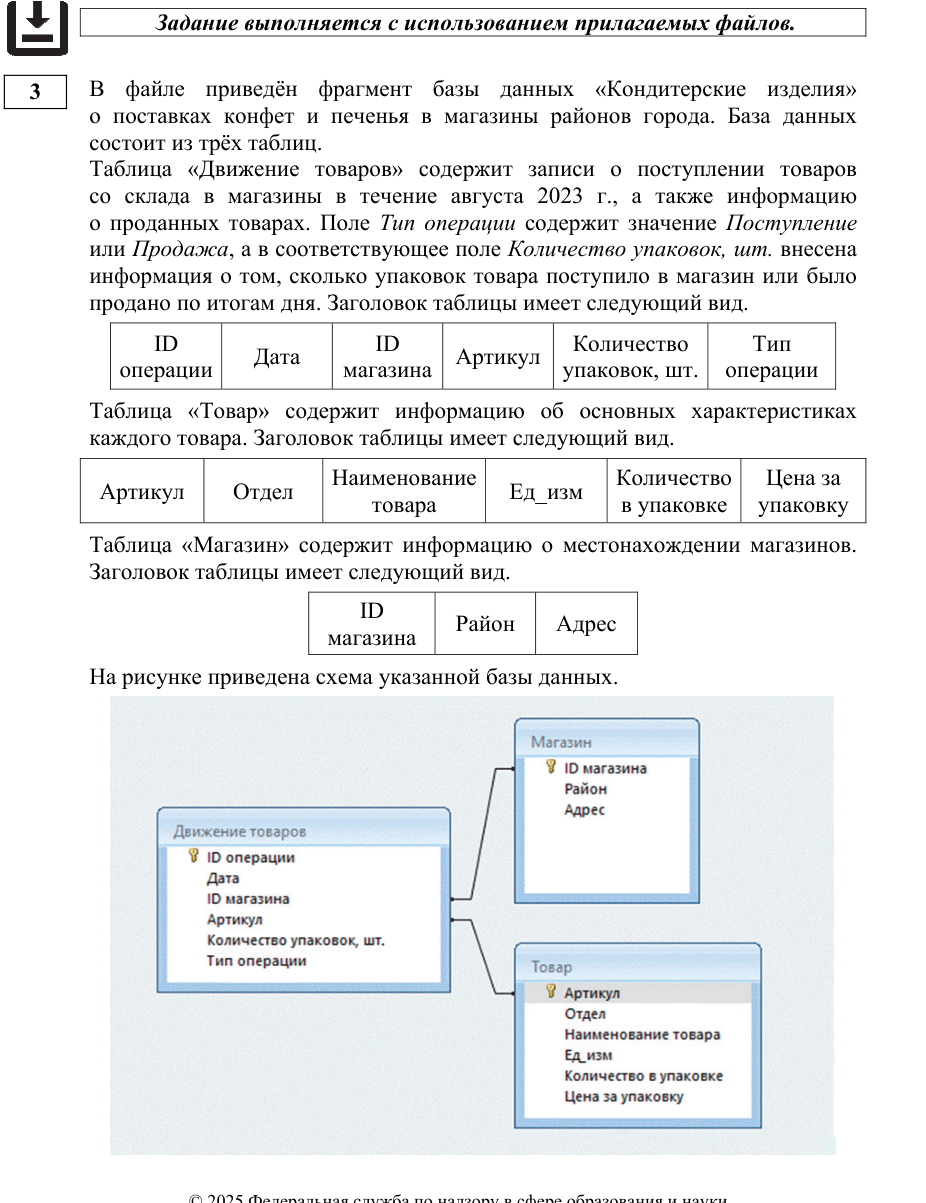 Задание выполняется с использованием прилагаемых файлов.
3
В файле приведён фрагмент базы данных «Кондитерские изделия»
о поставках конфет и печенья в магазины районов города. База данных
состоит из трёх таблиц.
Таблица «Движение товаров» содержит записи о поступлении товаров
со склада в магазины в течение августа 2023 г., а также информацию
о проданных товарах. Поле Тип операции содержит значение Поступление
или Продажа, а в соответствующее поле Количество упаковок, шт. внесена
информация о том, сколько упаковок товара поступило в магазин или было
продано по итогам дня. Заголовок таблицы имеет следующий вид.
ID операции Дата ID магазина Артикул Количество упаковок, шт. Тип операции
Таблица «Товар» содержит информацию об основных характеристиках
каждого товара. Заголовок таблицы имеет следующий вид.
Артикул Отдел Наименование товара Ед_изм Количество в упаковке Цена за упаковку
Таблица «Магазин» содержит информацию о местонахождении магазинов.
Заголовок таблицы имеет следующий вид.
ID магазина Район Адрес
На рисунке приведена схема указанной базы данных.
Магазин
ID магазина
Район
Адрес
Движение товаров
ID операции
Дата
ID магазина
Артикул
Количество упаковок, шт.
Тип операции
Товар
Артикул
Отдел
Наименование товара
Ед_изм
Количество в упаковке
Цена за упаковку
© 2025 Федеральная служба по надзору в сфере образования и науки